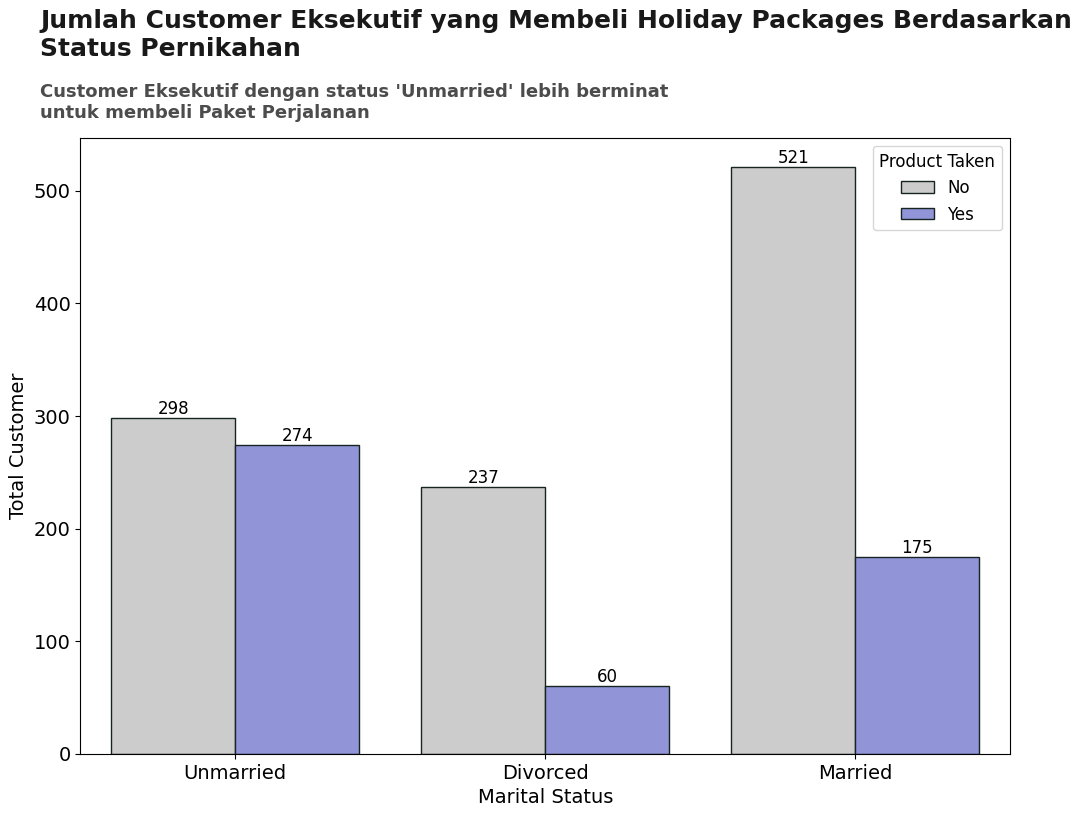 Jumlah Customer Eksekutif yang Membeli Holiday Packages Berdasarkan
Status Pernikahan
Customer Eksekutif dengan status 'Unmarried' lebih berminat
untuk membeli Paket Perjalanan
Product Taken
No
Yes
Total Customer
500
400
300
200
100
0
298
274
237
60
521
175
Unmarried
Divorced
Married
Marital Status